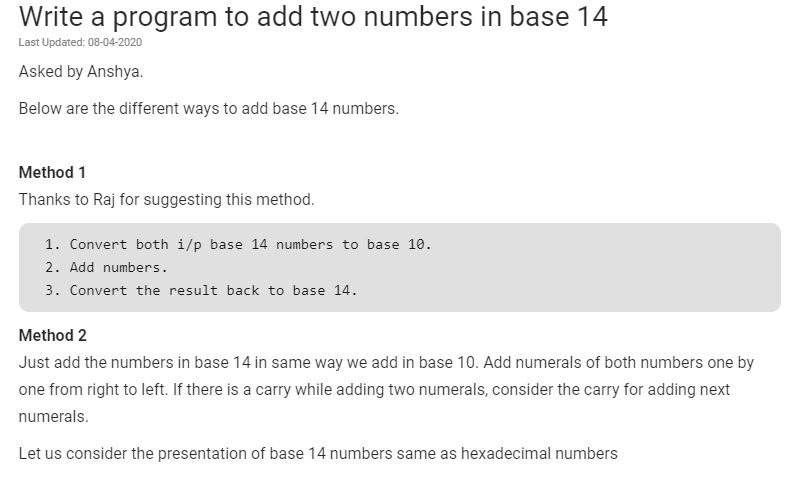 Write a program to add two numbers in base 14
Last Updated: 08-04-2020
Asked by Anshya.
Below are the different ways to add base 14 numbers.
Method 1
Thanks to Raj for suggesting this method.
1. Convert both i/p base 14 numbers to base 10.
2. Add numbers.
3. Convert the result back to base 14.
Method 2
Just add the numbers in base 14 in same way we add in base 10. Add numerals of both numbers one by
one from right to left. If there is a carry while adding two numerals, consider the carry for adding next
numerals.
Let us consider the presentation of base 14 numbers same as hexadecimal numbers